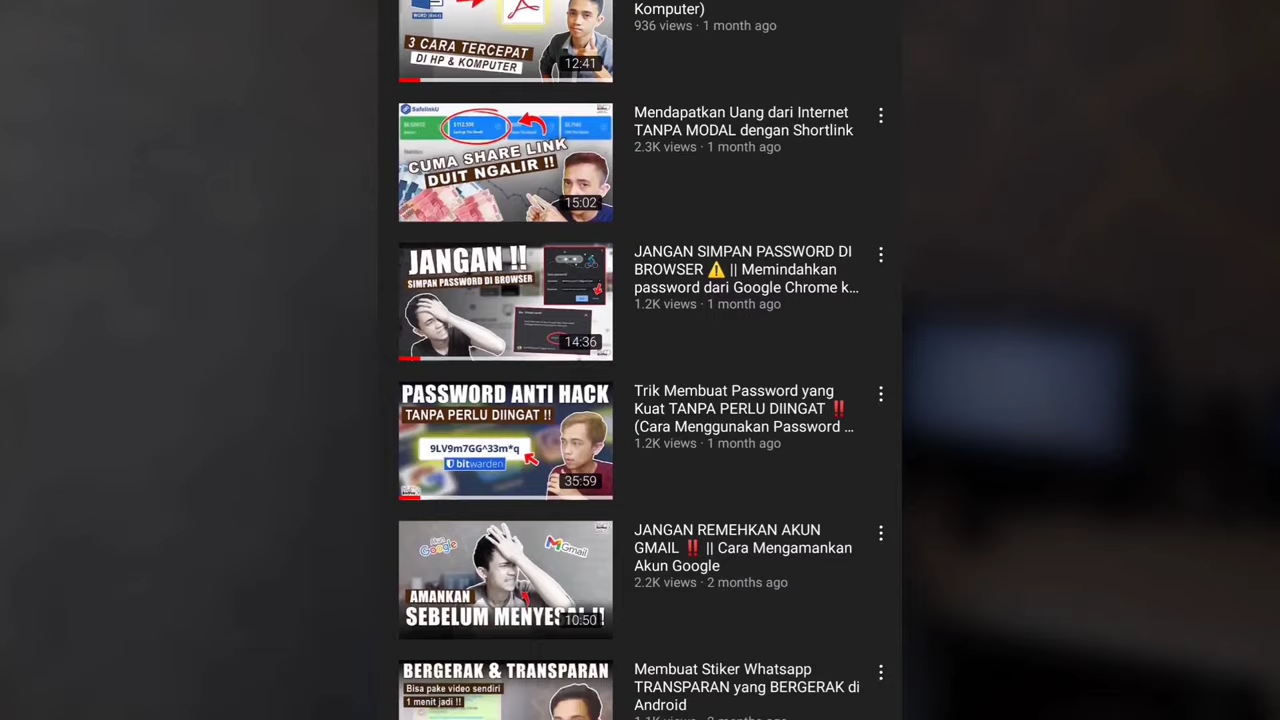 WORD (Docx)
3 CARA TERCEPAT
DI HP & KOMPUTER
12:41
Komputer)
936 views · 1 month ago
SafelinkU
CUMA SHARE LINK
DUIT NGALIR !!
15:02
Mendapatkan Uang dari Internet
TANPA MODAL dengan Shortlink
2.3K views · 1 month ago
JANGAN !!
SIMPAN PASSWORD DI BROWSER
14:36
JANGAN SIMPAN PASSWORD DI
BROWSER ⚠️ || Memindahkan
password dari Google Chrome k...
1.2K views · 1 month ago
PASSWORD ANTI HACK
TANPA PERLU DIINGAT !!
9LV9m7GG^33m*q
bitwarden
35:59
Trik Membuat Password yang
Kuat TANPA PERLU DIINGAT ‼️
(Cara Menggunakan Password ...
1.2K views · 1 month ago
Akun
Google
Gmail
AMANKAN
SEBELUM MENYESAL !!
10:50
JANGAN REMEHKAN AKUN
GMAIL ‼️ || Cara Mengamankan
Akun Google
2.2K views · 2 months ago
BERGERAK & TRANSPARAN
Bisa pake video sendiri
1 menit jadi !!
Membuat Stiker Whatsapp
TRANSPARAN yang BERGERAK di
Android